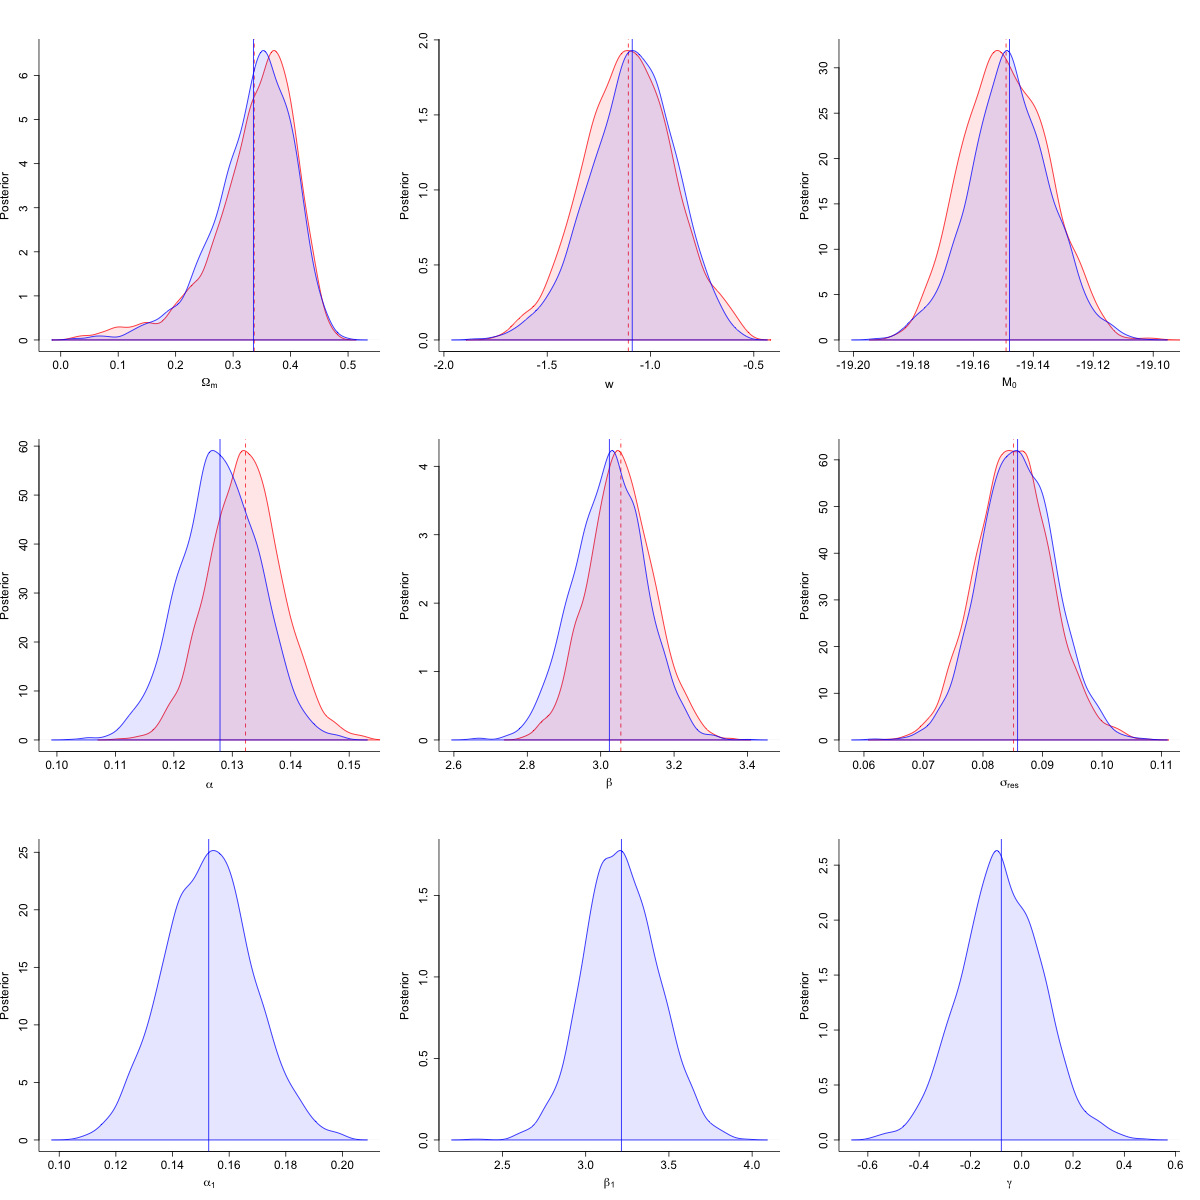 Posterior
0 1 2 3 4 5 6
0.0 0.1 0.2 0.3 0.4 0.5
Ωm
Posterior
0.0 0.5 1.0 1.5 2.0
-2.0 -1.5 -1.0 -0.5
w
Posterior
0 5 10 15 20 25 30
-19.20 -19.18 -19.16 -19.14 -19.12 -19.10
M0
Posterior
0 10 20 30 40 50 60
0.10 0.11 0.12 0.13 0.14 0.15
α
Posterior
0 1 2 3 4
2.6 2.8 3.0 3.2 3.4
β
Posterior
0 10 20 30 40 50 60
0.06 0.07 0.08 0.09 0.10 0.11
σres
Posterior
0 5 10 15 20 25
0.10 0.12 0.14 0.16 0.18 0.20
α1
Posterior
0.0 0.5 1.0 1.5
2.5 3.0 3.5 4.0
β1
Posterior
0.0 0.5 1.0 1.5 2.0 2.5
-0.6 -0.4 -0.2 0.0 0.2 0.4 0.6
γ